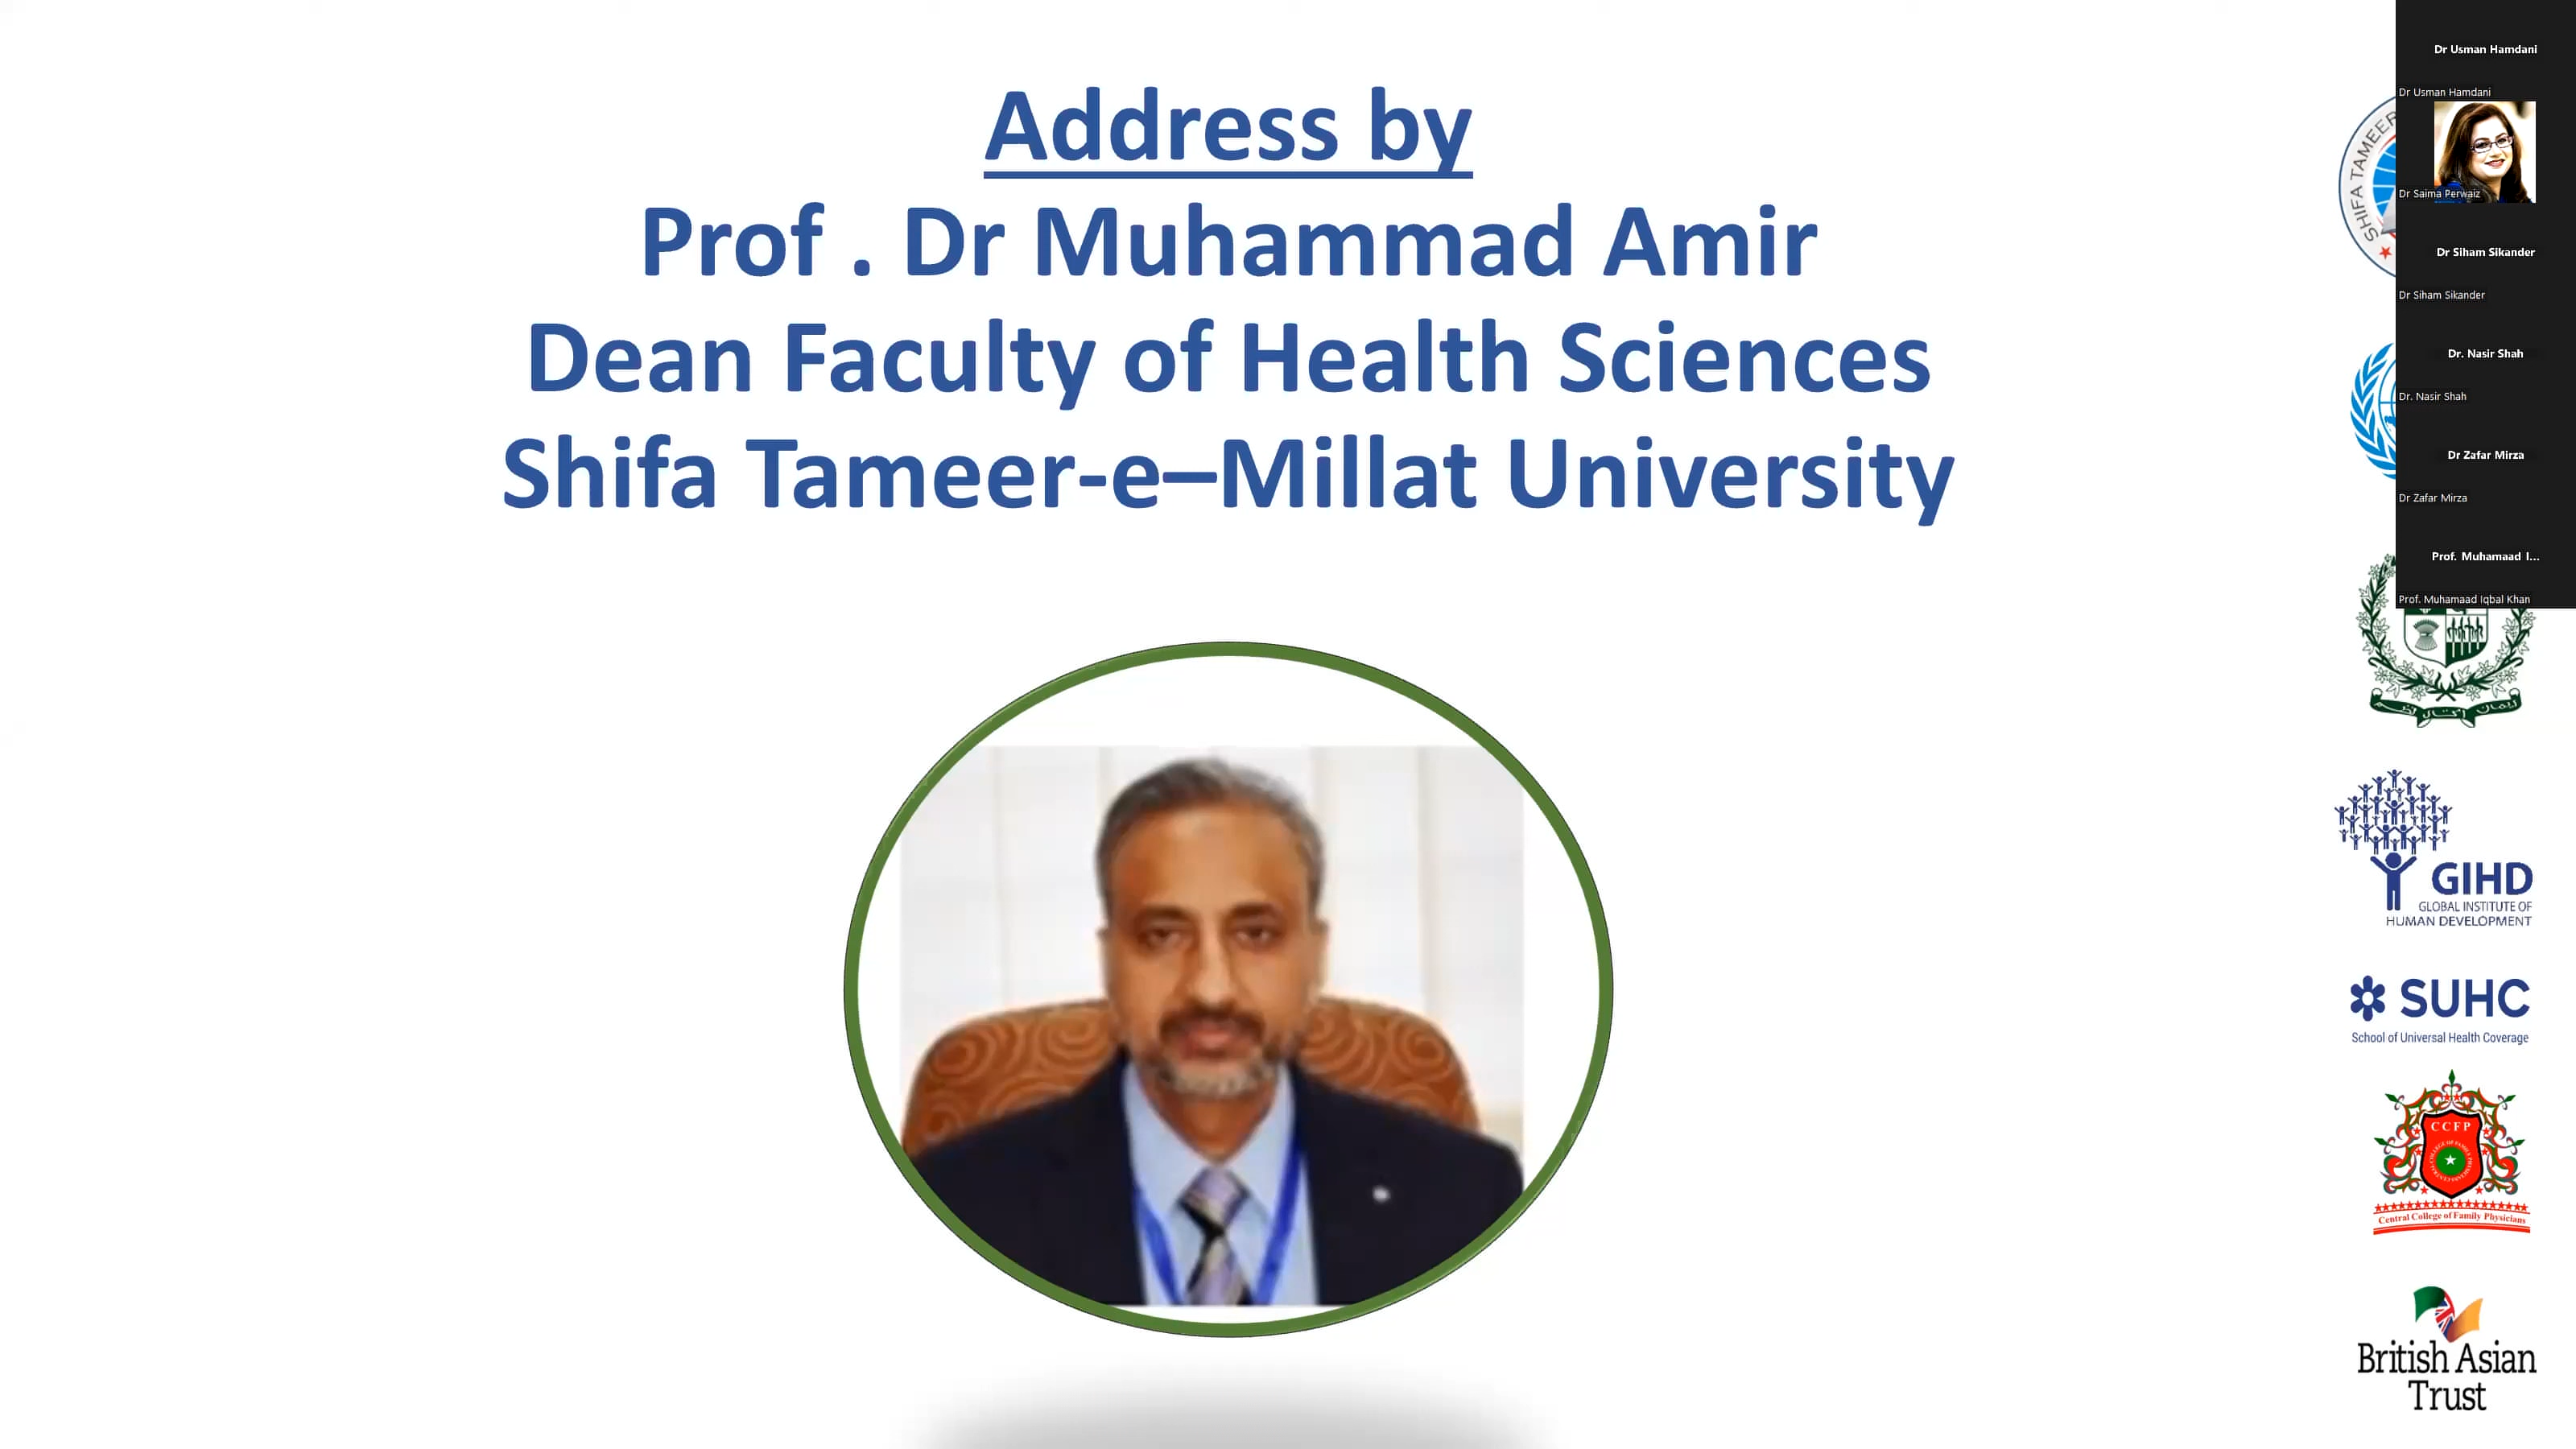 Address by
Prof . Dr Muhammad Amir
Dean Faculty of Health Sciences
Shifa Tameer-e–Millat University
Dr Usman Hamdani
Dr Usman Hamdani
Dr Saima Perwaiz
Dr Siham Sikander
Dr Siham Sikander
Dr. Nasir Shah
Dr. Nasir Shah
Dr Zafar Mirza
Dr Zafar Mirza
Prof. Muhamaad I...
Prof. Muhamaad Iqbal Khan
SHIFA TAMEER
GIHD
GLOBAL INSTITUTE OF
HUMAN DEVELOPMENT
SUHC
School of Universal Health Coverage
CCFP
Central College of Family Physicians
British Asian
Trust